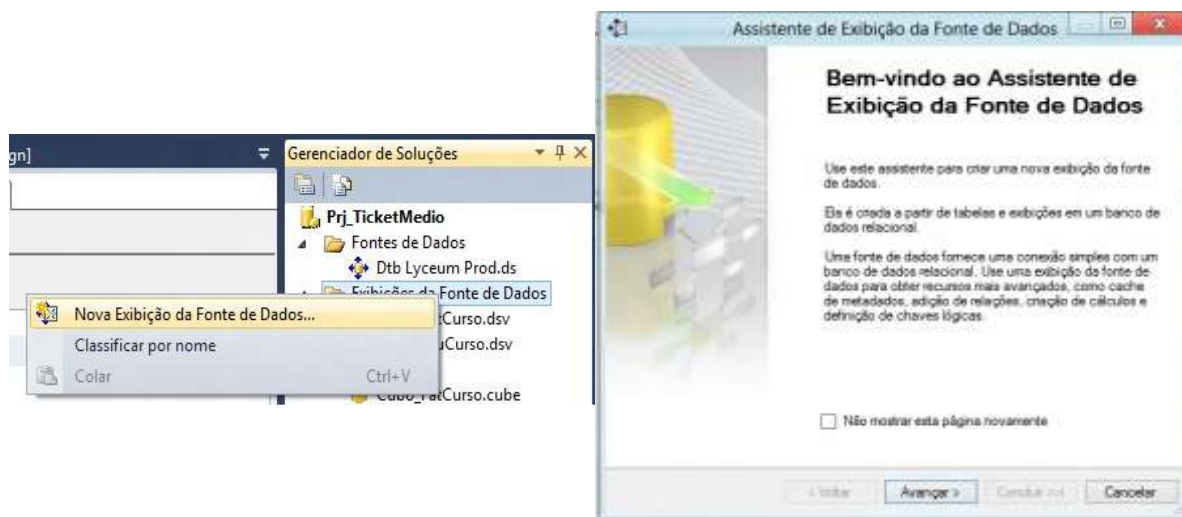 gn]
Gerenciador de Soluções
Prj_TicketMedio
Fontes de Dados
Dtb Lyceum Prod.ds
Exibições da Fonte de Dados
Nova Exibição da Fonte de Dados...
Classificar por nome
Colar Ctrl+V
Curso.dsv
uCurso.dsv
Cubo_FatCurso.cube
Assistente de Exibição da Fonte de Dados
Bem-vindo ao Assistente de
Exibição da Fonte de Dados
Use este assistente para criar uma nova exibição da fonte
de dados.
Ela é criada a partir de tabelas e exibições em um banco de
dados relacional.
Uma fonte de dados fornece uma conexão simples com um
banco de dados relacional. Use uma exibição da fonte de
dados para obter recursos mais avançados, como cache
de metadados, adição de relações, criação de cálculos e
definição de chaves lógicas.
Não mostrar esta página novamente
< Voltar
Avançar >
Concluir >>|
Cancelar